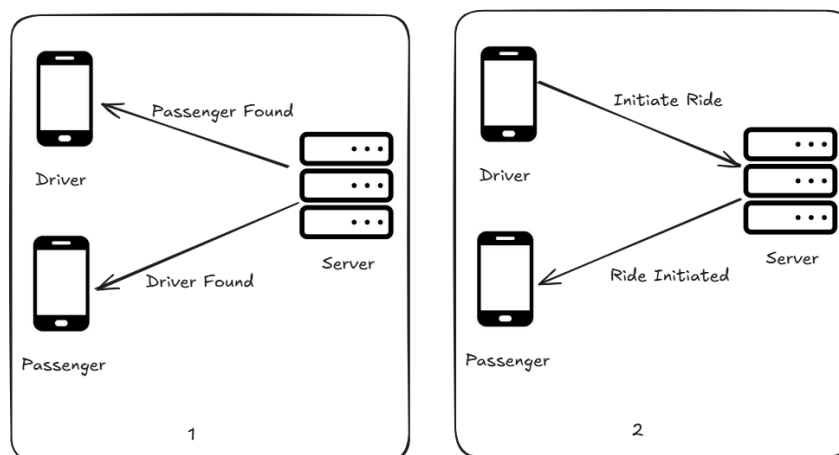 Passenger Found
Driver
Driver Found
Server
Passenger
1
Initiate Ride
Driver
Ride Initiated
Server
Passenger
2